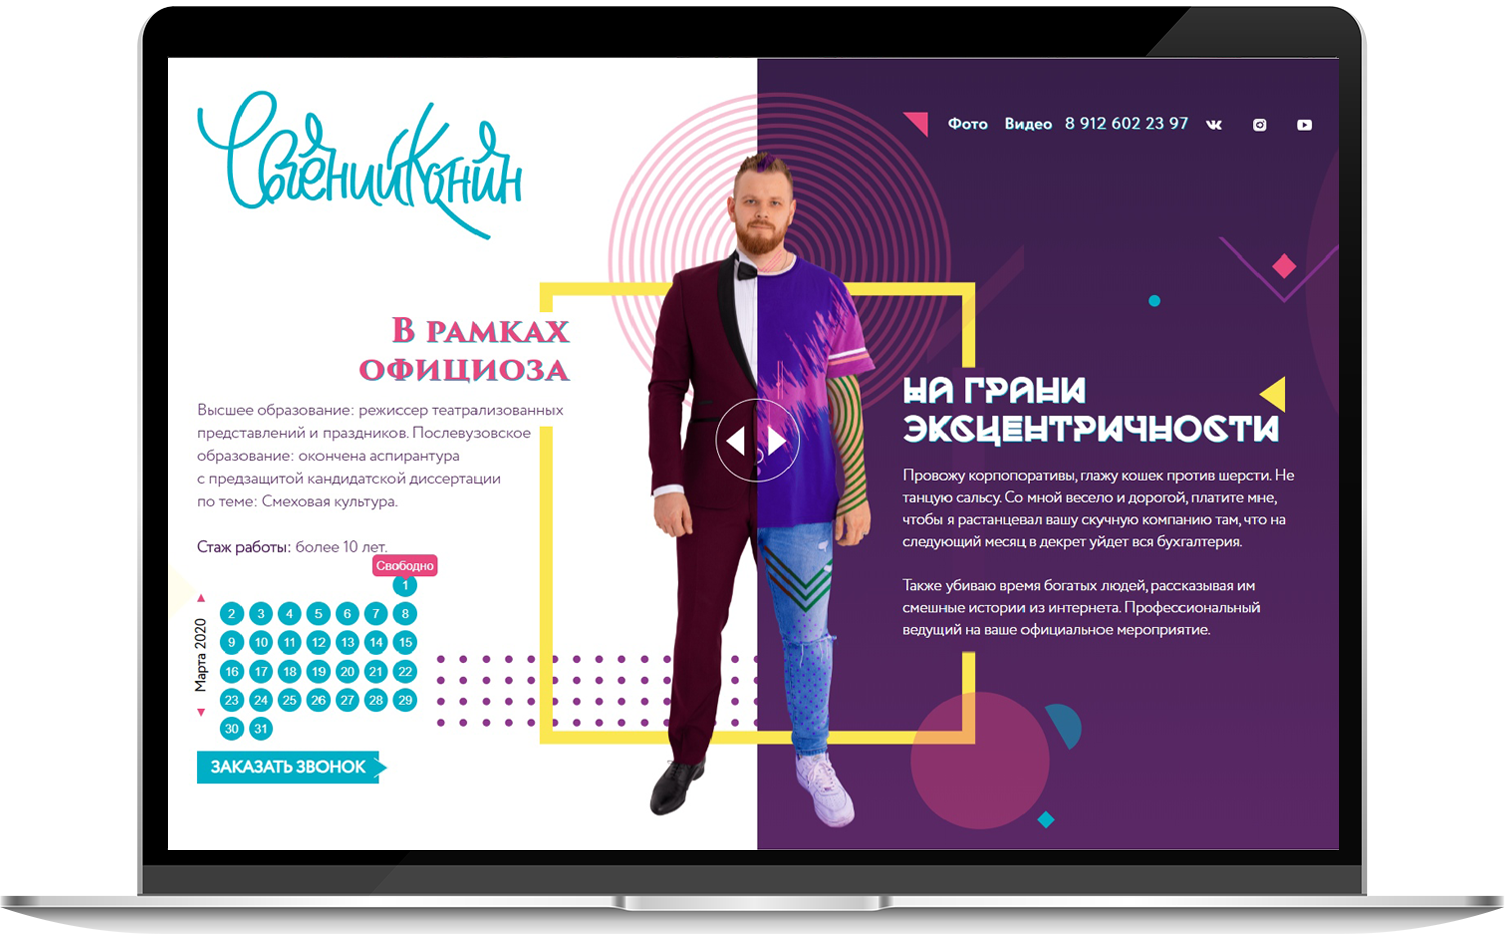 Евгений Конин
Фото Видео 8 912 602 23 97
В рамках
официоза
Высшее образование: режиссер театрализованных
представлений и праздников. Послевузовское
образование: окончена аспирантура
с предзащитой кандидатской диссертации
по теме: Смеховая культура.
Стаж работы: более 10 лет.
Свободно
1
2 3 4 5 6 7 8
9 10 11 12 13 14 15
16 17 18 19 20 21 22
23 24 25 26 27 28 29
30 31
Марта 2020
ЗАКАЗАТЬ ЗВОНОК
НА ГРАНИ
ЭКСЦЕНТРИЧНОСТИ
Провожу корпопоративы, глажу кошек против шерсти. Не
танцую сальсу. Со мной весело и дорогой, платите мне,
чтобы я растанцевал вашу скучную компанию там, что на
следующий месяц в декрет уйдет вся бухгалтерия.
Также убиваю время богатых людей, рассказывая им
смешные истории из интернета. Профессиональный
ведущий на ваше официальное мероприятие.